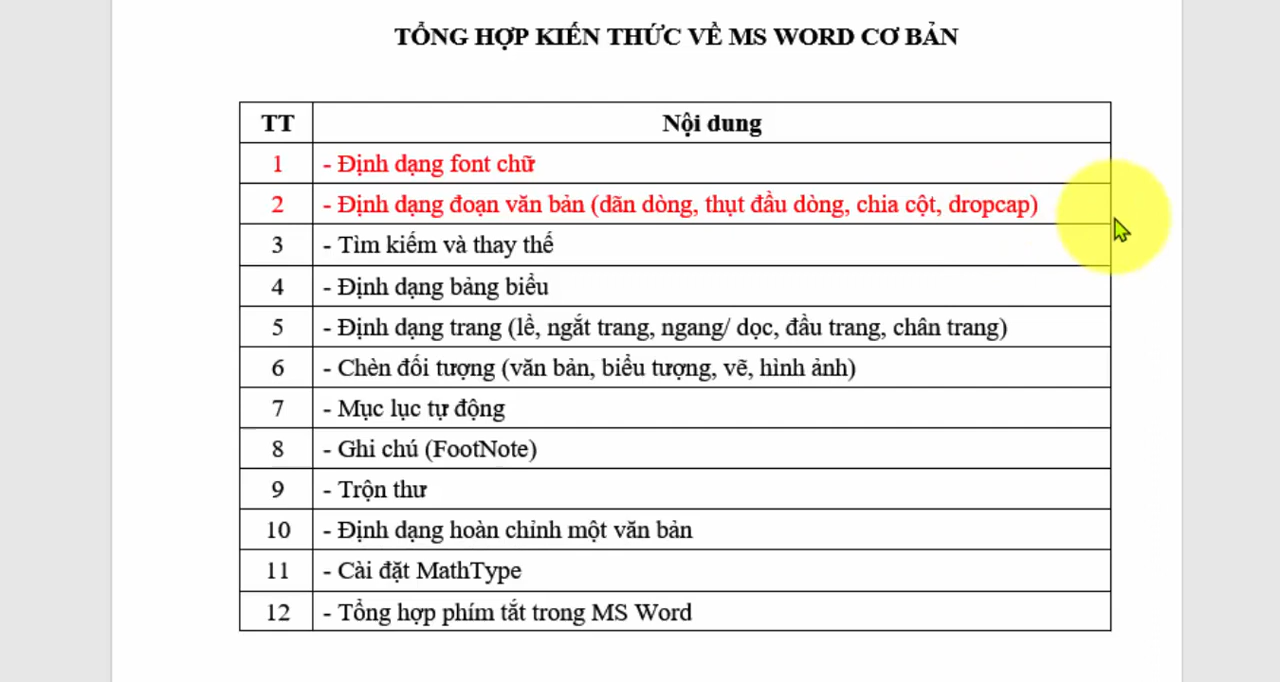 TỔNG HỢP KIẾN THỨC VỀ MS WORD CƠ BẢN
TT Nội dung
1 - Định dạng font chữ
2 - Định dạng đoạn văn bản (dãn dòng, thụt đầu dòng, chia cột, dropcap)
3 - Tìm kiếm và thay thế
4 - Định dạng bảng biểu
5 - Định dạng trang (lề, ngắt trang, ngang/ dọc, đầu trang, chân trang)
6 - Chèn đối tượng (văn bản, biểu tượng, vẽ, hình ảnh)
7 - Mục lục tự động
8 - Ghi chú (FootNote)
9 - Trộn thư
10 - Định dạng hoàn chỉnh một văn bản
11 - Cài đặt MathType
12 - Tổng hợp phím tắt trong MS Word